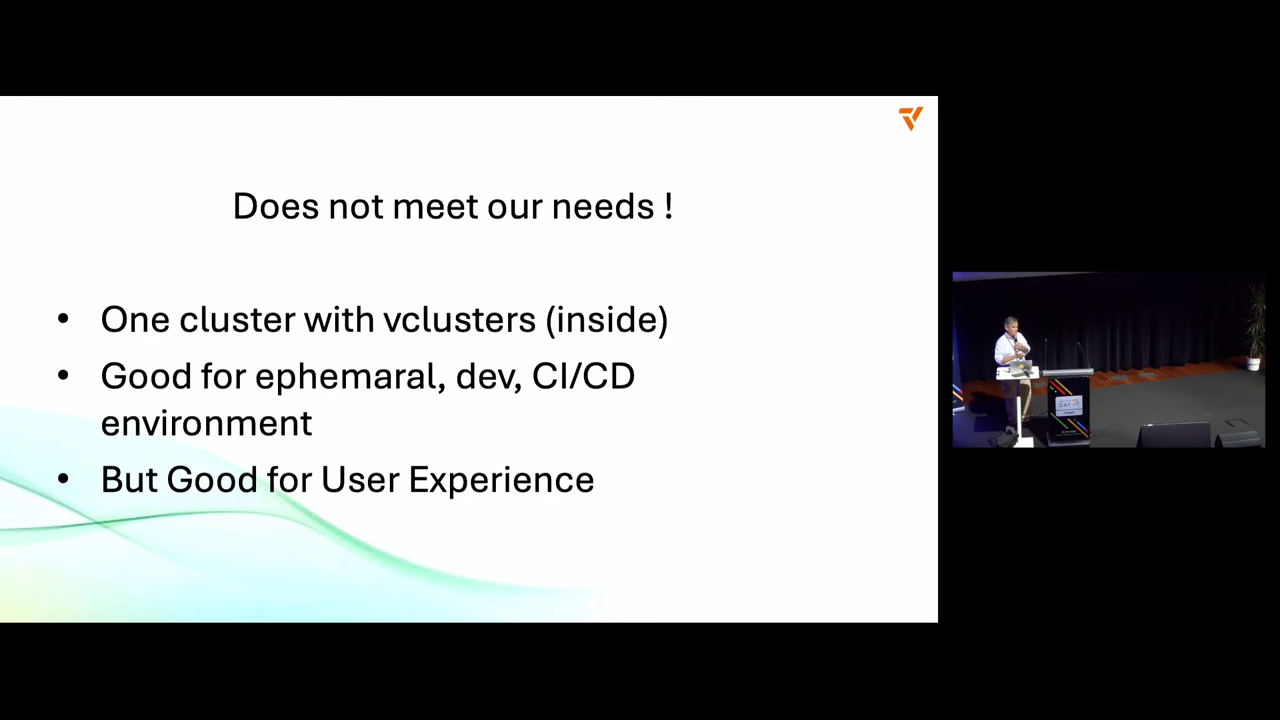 Does not meet our needs !
• One cluster with vclusters (inside)
• Good for ephemaral, dev, CI/CD
environment
• But Good for User Experience
DAY